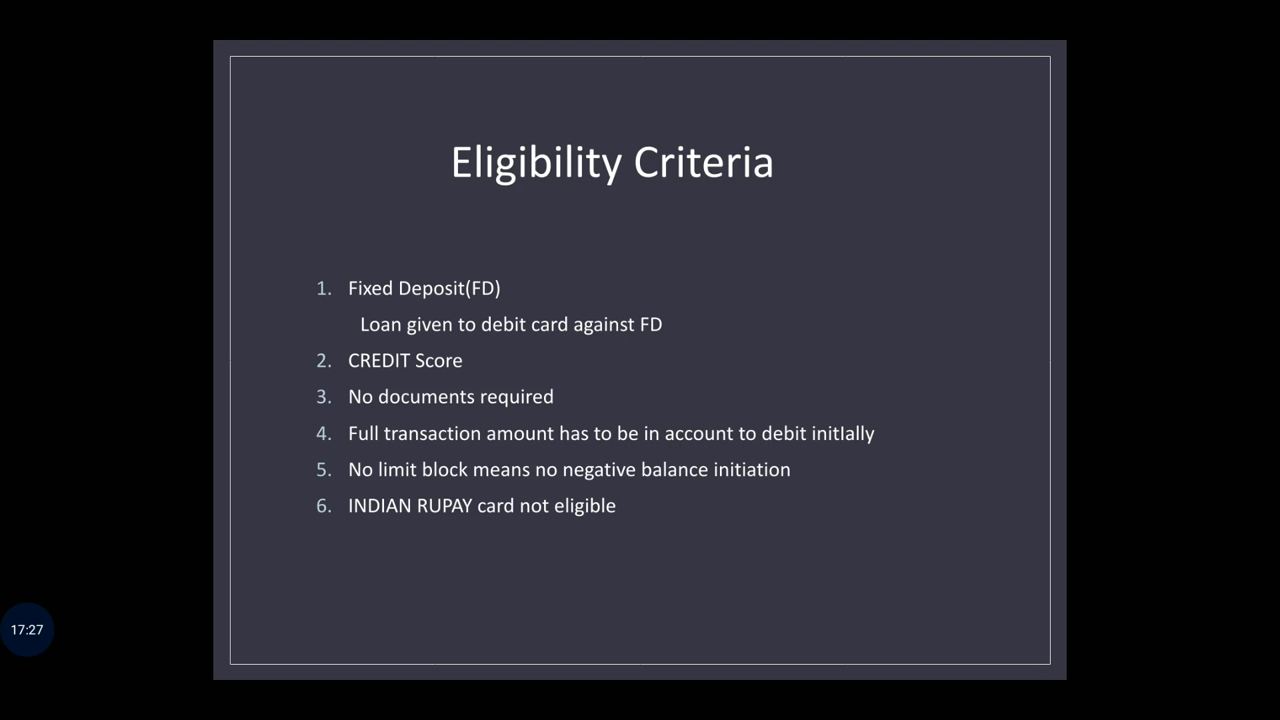 Eligibility Criteria
1. Fixed Deposit(FD)
Loan given to debit card against FD
2. CREDIT Score
3. No documents required
4. Full transaction amount has to be in account to debit initIally
5. No limit block means no negative balance initiation
6. INDIAN RUPAY card not eligible
17:27